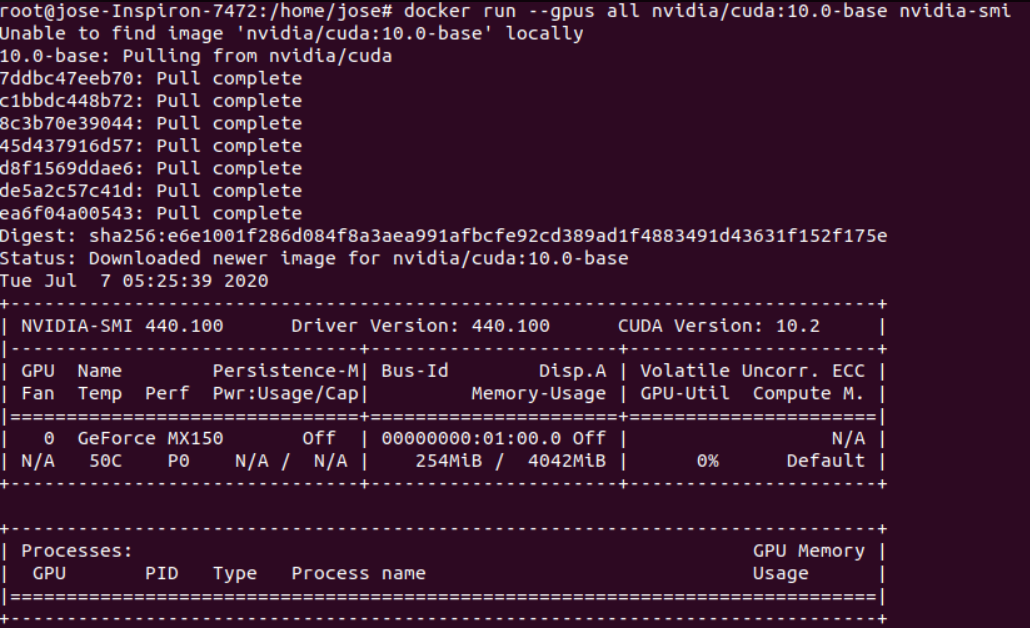 root@jose-Inspiron-7472:/home/jose# docker run --gpus all nvidia/cuda:10.0-base nvidia-smi
Unable to find image 'nvidia/cuda:10.0-base' locally
10.0-base: Pulling from nvidia/cuda
7ddbc47eeb70: Pull complete
c1bbdc448b72: Pull complete
8c3b70e39044: Pull complete
45d437916d57: Pull complete
d8f1569ddae6: Pull complete
de5a2c57c41d: Pull complete
ea6f04a00543: Pull complete
Digest: sha256:e6e1001f286d084f8a3aea991afbcfe92cd389ad1f4883491d43631f152f175e
Status: Downloaded newer image for nvidia/cuda:10.0-base
Tue Jul  7 05:25:39 2020
+-----------------------------------------------------------------------------+
| NVIDIA-SMI 440.100      Driver Version: 440.100      CUDA Version: 10.2     |
|-------------------------------+----------------------+----------------------+
| GPU  Name        Persistence-M| Bus-Id        Disp.A | Volatile Uncorr. ECC |
| Fan  Temp  Perf  Pwr:Usage/Cap|         Memory-Usage | GPU-Util  Compute M. |
|===============================+======================+======================|
|   0  GeForce MX150       Off  | 00000000:01:00.0 Off |                  N/A |
| N/A   50C    P0    N/A /  N/A |    254MiB /  4042MiB |      0%      Default |
+-------------------------------+----------------------+----------------------+

+-----------------------------------------------------------------------------+
| Processes:                                                       GPU Memory |
|  GPU       PID   Type   Process name                             Usage      |
|=============================================================================|
+-----------------------------------------------------------------------------+